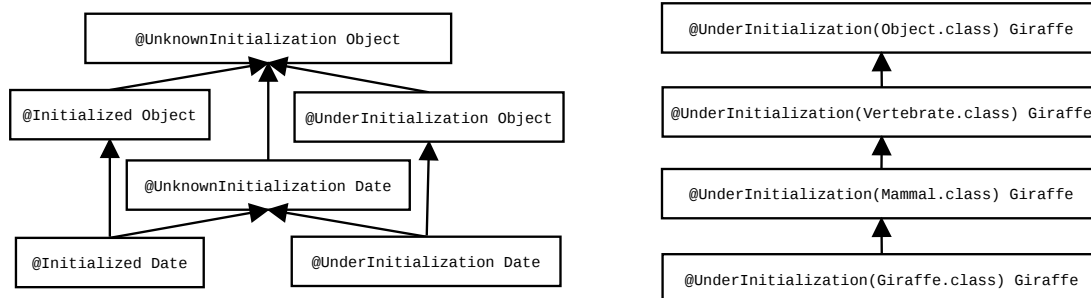 @UnknownInitialization Object
@Initialized Object
@UnderInitialization Object
@UnknownInitialization Date
@Initialized Date
@UnderInitialization Date
@UnderInitialization(Object.class) Giraffe
@UnderInitialization(Vertebrate.class) Giraffe
@UnderInitialization(Mammal.class) Giraffe
@UnderInitialization(Giraffe.class) Giraffe